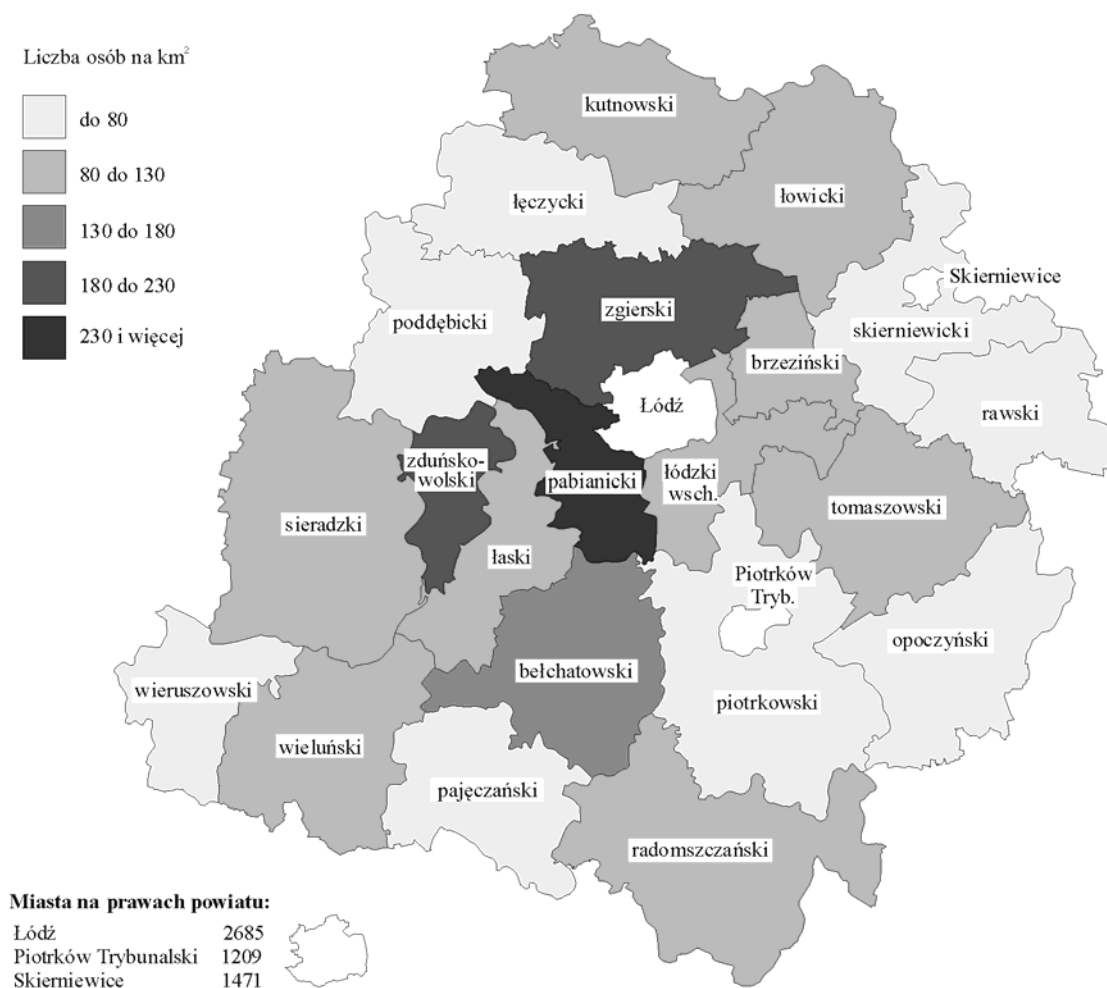 Liczba osób na km²
do 80
80 do 130
130 do 180
180 do 230
230 i więcej
kutnowski
łęczycki
łowicki
Skierniewice
zgierski
skierniewicki
poddębicki
brzeziński
Łódź
rawski
zduńsko-
wolski
pabianicki
łódzki
wsch.
tomaszowski
sieradzki
łaski
Piotrków
Tryb.
opoczyński
bełchatowski
wieruszowski
piotrkowski
wieluński
pajęczański
radomszczański
Miasta na prawach powiatu:
Łódź 2685
Piotrków Trybunalski 1209
Skierniewice 1471